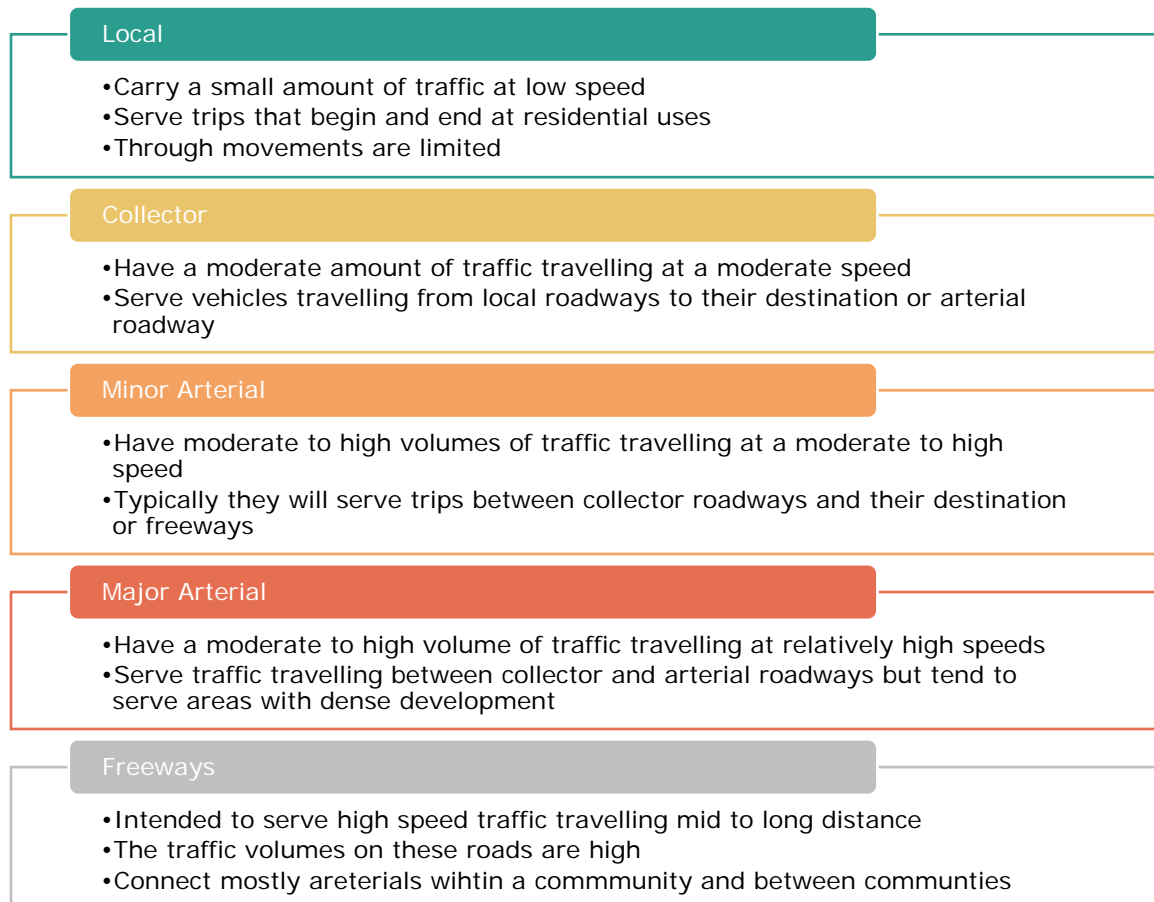 Local
•Carry a small amount of traffic at low speed
•Serve trips that begin and end at residential uses
•Through movements are limited
Collector
•Have a moderate amount of traffic travelling at a moderate speed
•Serve vehicles travelling from local roadways to their destination or arterial
roadway
Minor Arterial
•Have moderate to high volumes of traffic travelling at a moderate to high
speed
•Typically they will serve trips between collector roadways and their destination
or freeways
Major Arterial
•Have a moderate to high volume of traffic travelling at relatively high speeds
•Serve traffic travelling between collector and arterial roadways but tend to
serve areas with dense development
Freeways
•Intended to serve high speed traffic travelling mid to long distance
•The traffic volumes on these roads are high
•Connect mostly areterials wihtin a commmunity and between communties